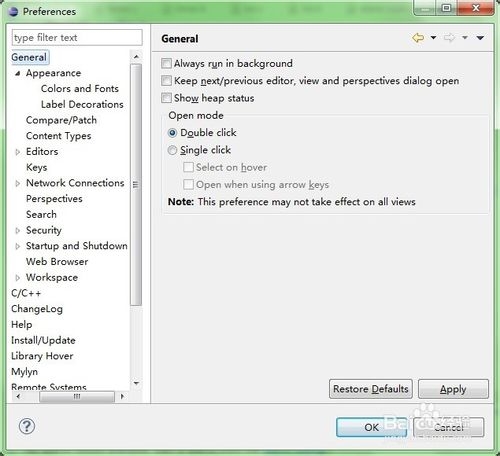 Preferences
type filter text
General
Appearance
Colors and Fonts
Label Decorations
Compare/Patch
Content Types
Editors
Keys
Network Connections
Perspectives
Search
Security
Startup and Shutdown
Web Browser
Workspace
C/C++
ChangeLog
Help
Install/Update
Library Hover
Mylyn
Remote Systems
General
Always run in background
Keep next/previous editor, view and perspectives dialog open
Show heap status
Open mode
Double click
Single click
Select on hover
Open when using arrow keys
Note: This preference may not take effect on all views
Restore Defaults
Apply
OK
Cancel